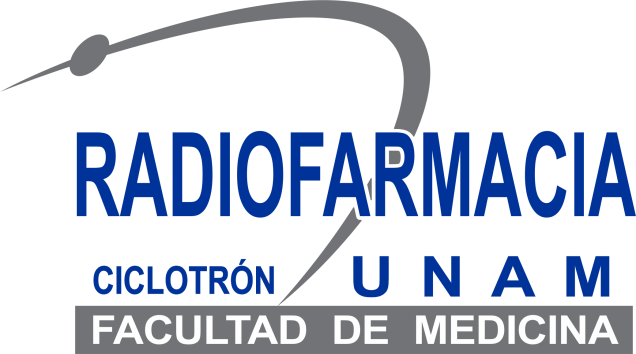 RADIOFARMACIA
CICLOTRÓN UNAM
FACULTAD DE MEDICINA